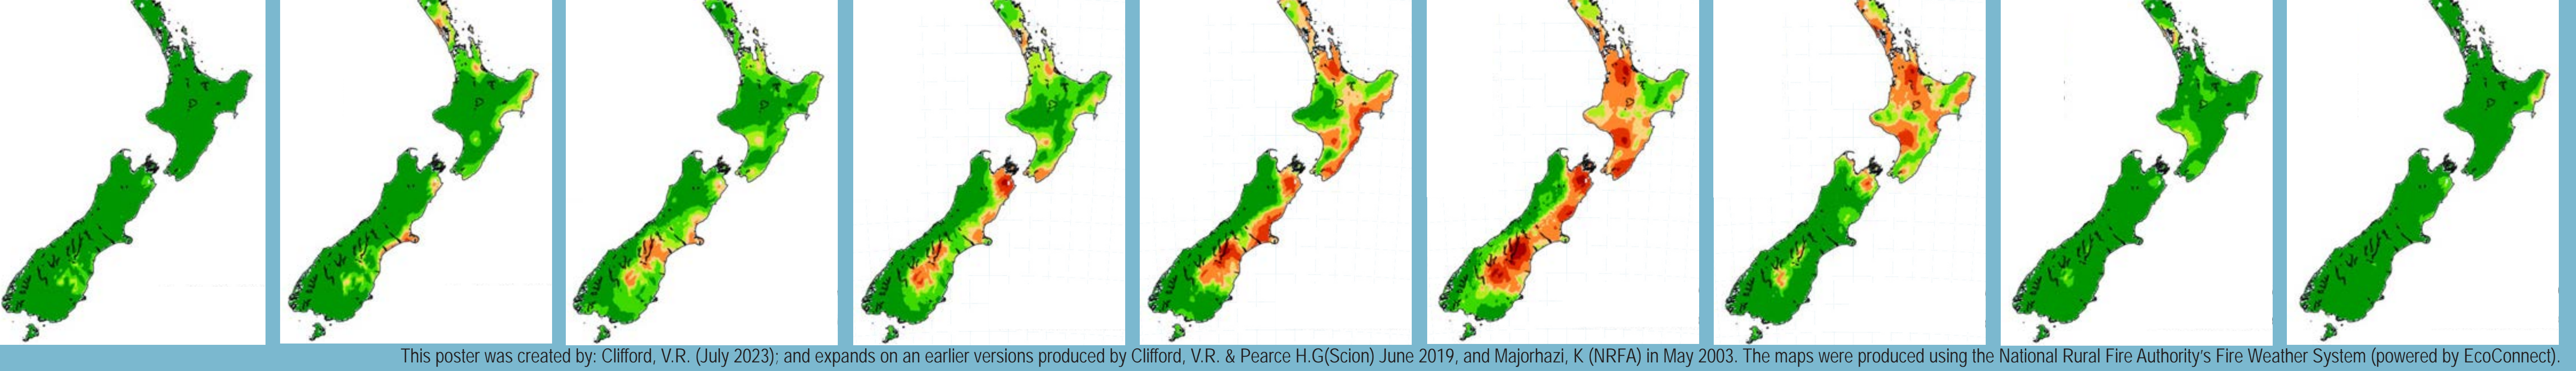 This poster was created by: Clifford, V.R. (July 2023); and expands on an earlier versions produced by Clifford, V.R. & Pearce H.G(Scion) June 2019, and Majorhazi, K (NRFA) in May 2003. The maps were produced using the National Rural Fire Authority's Fire Weather System (powered by EcoConnect).